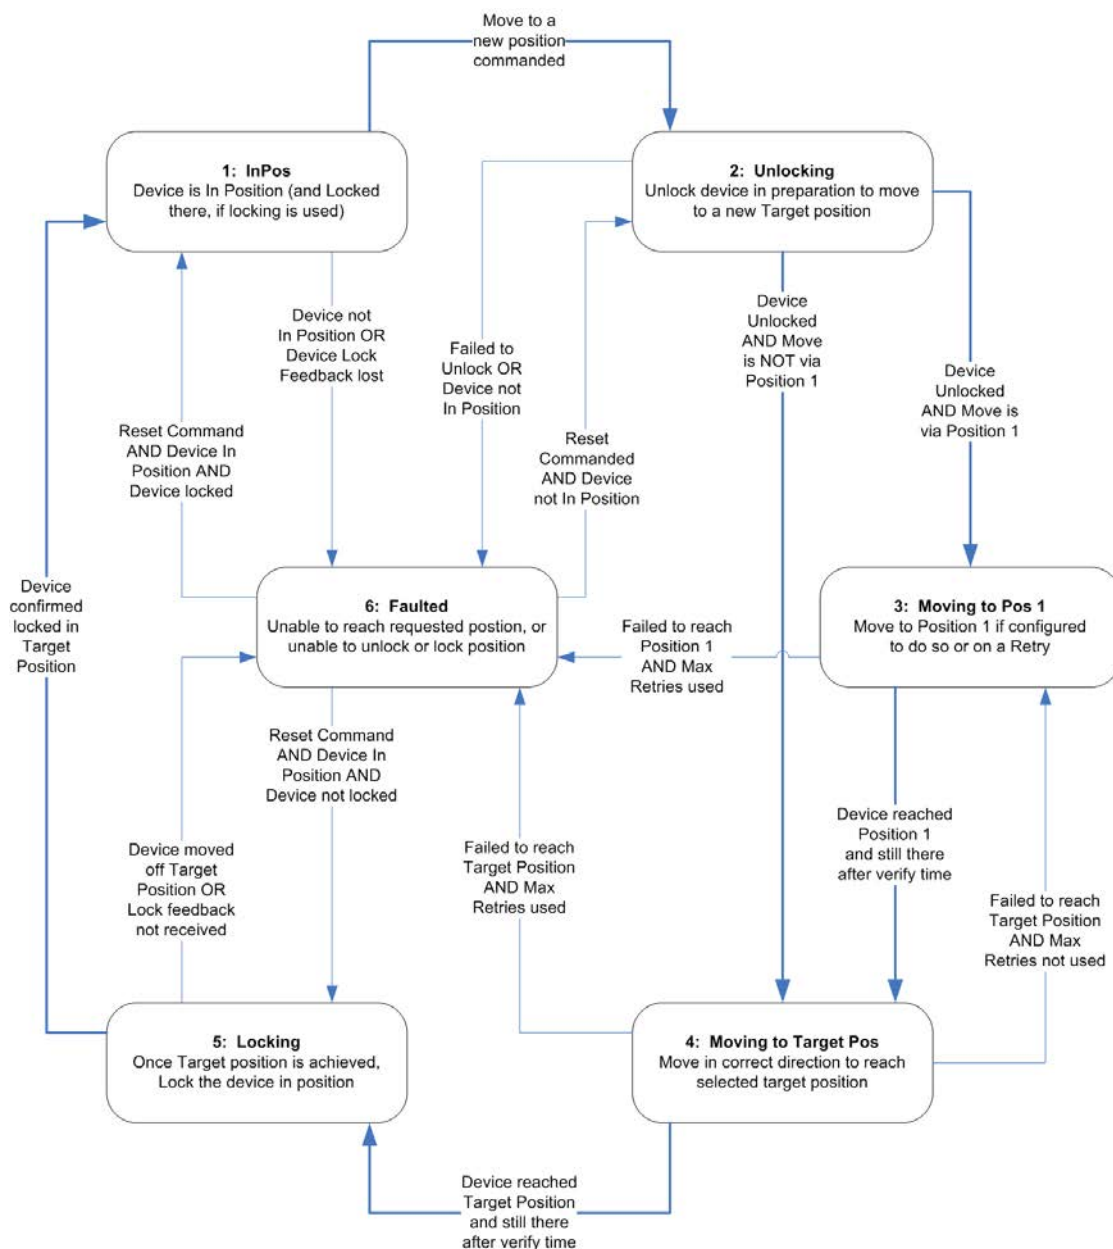 Move to a
new position
commanded
1: InPos
Device is In Position (and Locked
there, if locking is used)
2: Unlocking
Unlock device in preparation to move
to a new Target position
Device not
In Position OR
Device Lock
Feedback lost
Failed to
Unlock OR
Device not
In Position
Device
Unlocked
AND Move
is NOT via
Position 1
Device
Unlocked
AND Move is
via Position 1
Reset Command
AND Device In
Position AND
Device locked
Reset
Commanded
AND Device
not In Position
Device
confirmed
locked in
Target
Position
6: Faulted
Unable to reach requested postion, or
unable to unlock or lock position
Failed to reach
Position 1
AND Max
Retries used
3: Moving to Pos 1
Move to Position 1 if configured
to do so or on a Retry
Reset Command
AND Device In
Position AND
Device not locked
Device moved
off Target
Position OR
Lock feedback
not received
Failed to reach
Target Position
AND Max
Retries used
Device reached
Position 1
and still there
after verify time
Failed to reach
Target Position
AND Max
Retries not used
5: Locking
Once Target position is achieved,
Lock the device in position
4: Moving to Target Pos
Move in correct direction to reach
selected target position
Device reached
Target Position
and still there
after verify time